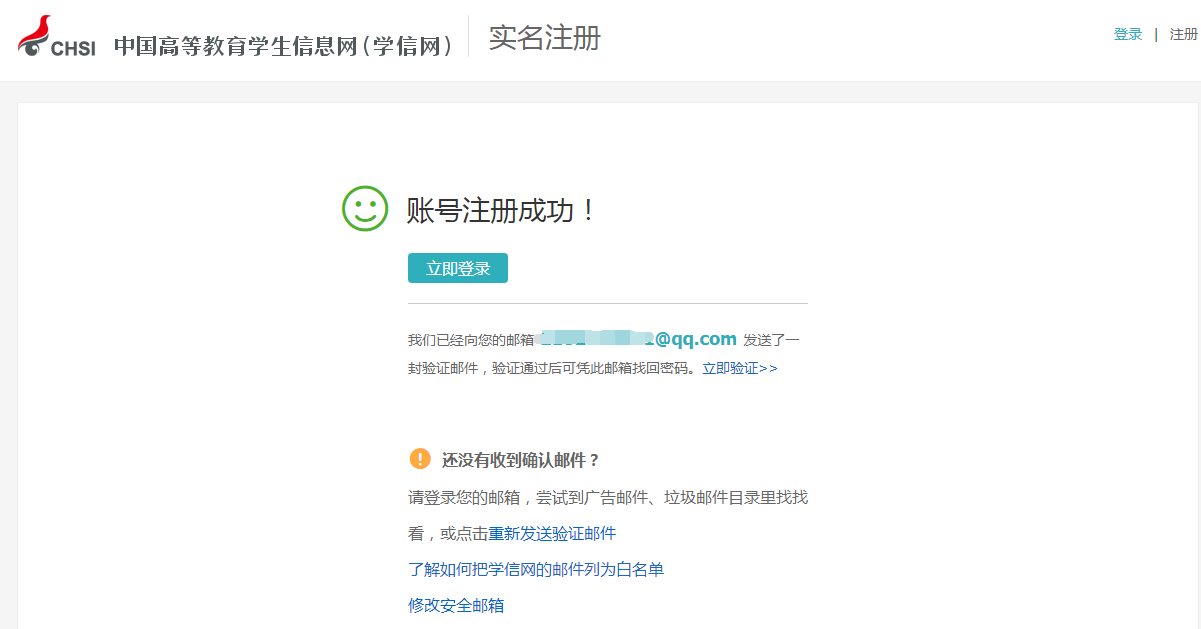 CHSI 中国高等教育学生信息网(学信网) 实名注册 登录 | 注册
账号注册成功！
立即登录
我们已经向您的邮箱 @qq.com 发送了一
封验证邮件，验证通过后可凭此邮箱找回密码。立即验证>>
还没有收到确认邮件？
请登录您的邮箱，尝试到广告邮件、垃圾邮件目录里找找
看，或点击重新发送验证邮件
了解如何把学信网的邮件列为白名单
修改安全邮箱